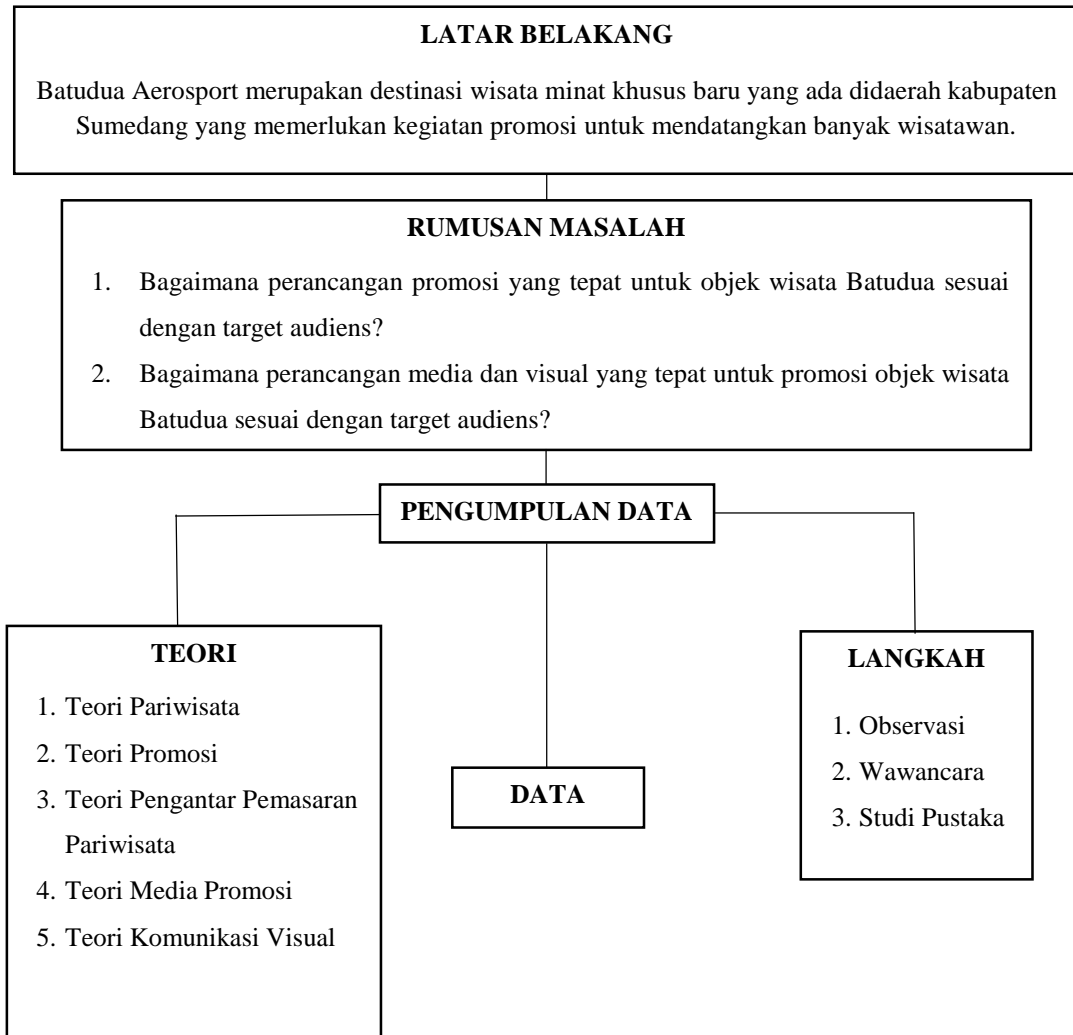 LATAR BELAKANG
Batudua Aerosport merupakan destinasi wisata minat khusus baru yang ada didaerah kabupaten
Sumedang yang memerlukan kegiatan promosi untuk mendatangkan banyak wisatawan.
RUMUSAN MASALAH
1. Bagaimana perancangan promosi yang tepat untuk objek wisata Batudua sesuai
dengan target audiens?
2. Bagaimana perancangan media dan visual yang tepat untuk promosi objek wisata
Batudua sesuai dengan target audiens?
PENGUMPULAN DATA
TEORI
1. Teori Pariwisata
2. Teori Promosi
3. Teori Pengantar Pemasaran
Pariwisata
4. Teori Media Promosi
5. Teori Komunikasi Visual
DATA
LANGKAH
1. Observasi
2. Wawancara
3. Studi Pustaka